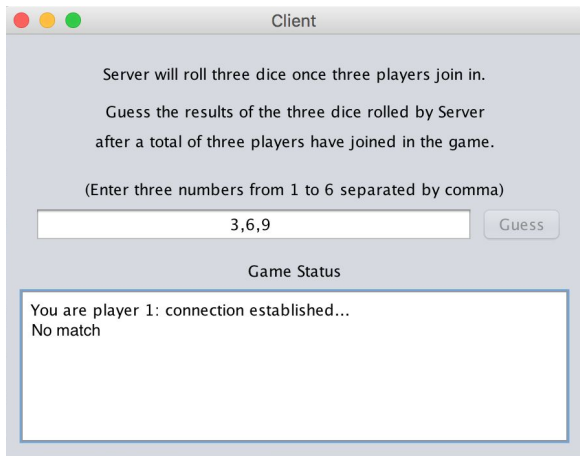 Client
Server will roll three dice once three players join in.
Guess the results of the three dice rolled by Server
after a total of three players have joined in the game.
(Enter three numbers from 1 to 6 separated by comma)
3,6,9
Guess
Game Status
You are player 1: connection established...
No match